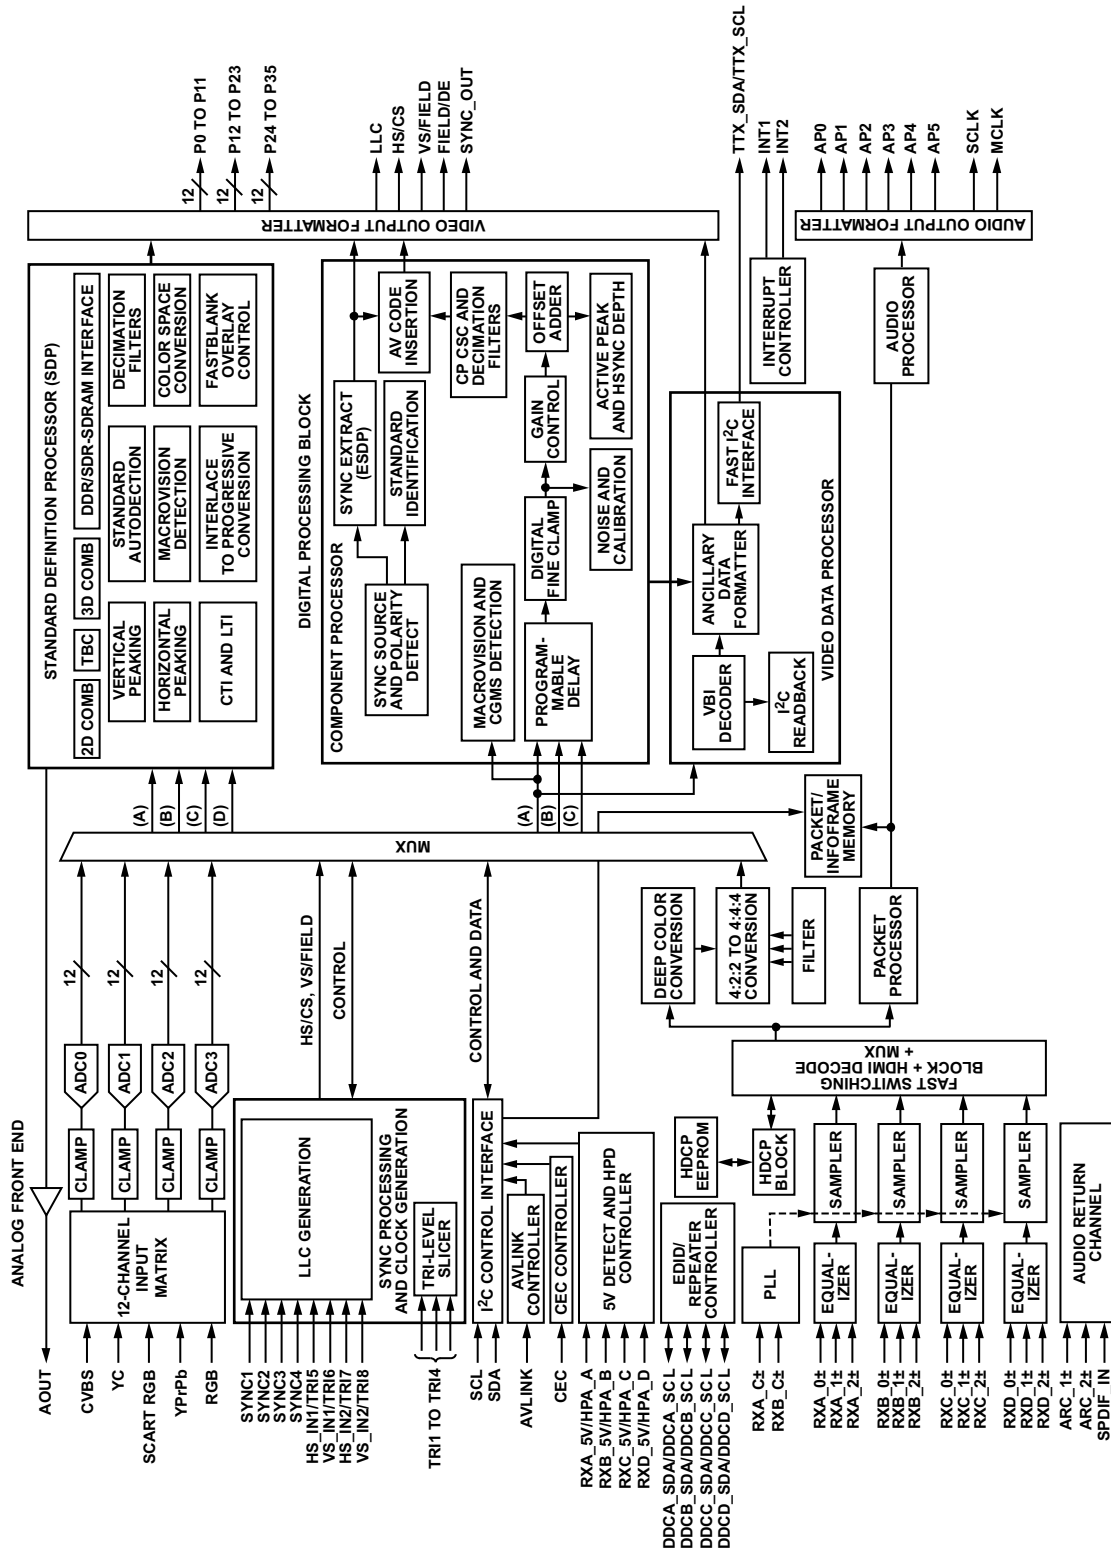 ANALOG FRONT END
AOUT
CVBS
YC
SCART RGB
YPrPb
RGB
12-CHANNEL
INPUT
MATRIX
CLAMP
CLAMP
CLAMP
CLAMP
ADC0
ADC1
ADC2
ADC3
12
12
12
12
SYNC1
SYNC2
SYNC3
SYNC4
HS_IN1/TRI5
VS_IN1/TRI6
HS_IN2/TRI7
VS_IN2/TRI8
TRI1 TO TRI4
LLC GENERATION
SYNC PROCESSING
AND CLOCK GENERATION
TRI-LEVEL
SLICER
HS/CS, VS/FIELD
CONTROL
SCL
SDA
I2C CONTROL INTERFACE
CONTROL AND DATA
AVLINK
AVLINK
CONTROLLER
CEC
CEC CONTROLLER
RXA_5V/HPA_A
RXB_5V/HPA_B
RXC_5V/HPA_C
RXD_5V/HPA_D
5V DETECT AND HPD
CONTROLLER
DDCA_SDA/DDCA_SCL
DDCB_SDA/DDCB_SCL
DDCC_SDA/DDCC_SCL
DDCD_SDA/DDCD_SCL
EDID/
REPEATER
CONTROLLER
HDCP
EEPROM
HDCP
BLOCK
RXA_C±
RXB_C±
PLL
RXA_0±
RXA_1±
RXA_2±
EQUAL-
IZER
SAMPLER
RXB_0±
RXB_1±
RXB_2±
EQUAL-
IZER
SAMPLER
RXC_0±
RXC_1±
RXC_2±
EQUAL-
IZER
SAMPLER
RXD_0±
RXD_1±
RXD_2±
EQUAL-
IZER
SAMPLER
ARC_1±
ARC_2±
SPDIF_IN
AUDIO RETURN
CHANNEL
FAST SWITCHING
BLOCK + HDMI DECODE
+ MUX
DEEP COLOR
CONVERSION
4:2:2 TO 4:4:4
CONVERSION
FILTER
PACKET
PROCESSOR
PACKET/
INFOFRAME
MEMORY
MUX
(A)
(B)
(C)
(D)
(A)
(B)
(C)
STANDARD DEFINITION PROCESSOR (SDP)
2D COMB
TBC
3D COMB
DDR/SDR-SDRAM INTERFACE
VERTICAL
PEAKING
STANDARD
AUTODECTION
DECIMATION
FILTERS
HORIZONTAL
PEAKING
MACROVISION
DETECTION
COLOR SPACE
CONVERSION
CTI AND LTI
INTERLACE
TO PROGRESSIVE
CONVERSION
FASTBLANK
OVERLAY
CONTROL
DIGITAL PROCESSING BLOCK
COMPONENT PROCESSOR
SYNC SOURCE
AND POLARITY
DETECT
SYNC EXTRACT
(ESDP)
STANDARD
IDENTIFICATION
AV CODE
INSERTION
MACROVISION AND
CGMS DETECTION
CP CSC AND
DECIMATION
FILTERS
PROGRAM-
MABLE
DELAY
DIGITAL
FINE CLAMP
GAIN
CONTROL
OFFSET
ADDER
NOISE AND
CALIBRATION
ACTIVE PEAK
AND HSYNC DEPTH
VBI
DECODER
ANCILLARY
DATA
FORMATTER
FAST I2C
INTERFACE
I2C
READBACK
VIDEO DATA PROCESSOR
INTERRUPT
CONTROLLER
AUDIO
PROCESSOR
VIDEO OUTPUT FORMATTER
AUDIO OUTPUT FORMATTER
12
12
12
P0 TO P11
P12 TO P23
P24 TO P35
LLC
HS/CS
VS/FIELD
FIELD/DE
SYNC_OUT
TTX_SDA/TTX_SCL
INT1
INT2
AP0
AP1
AP2
AP3
AP4
AP5
SCLK
MCLK